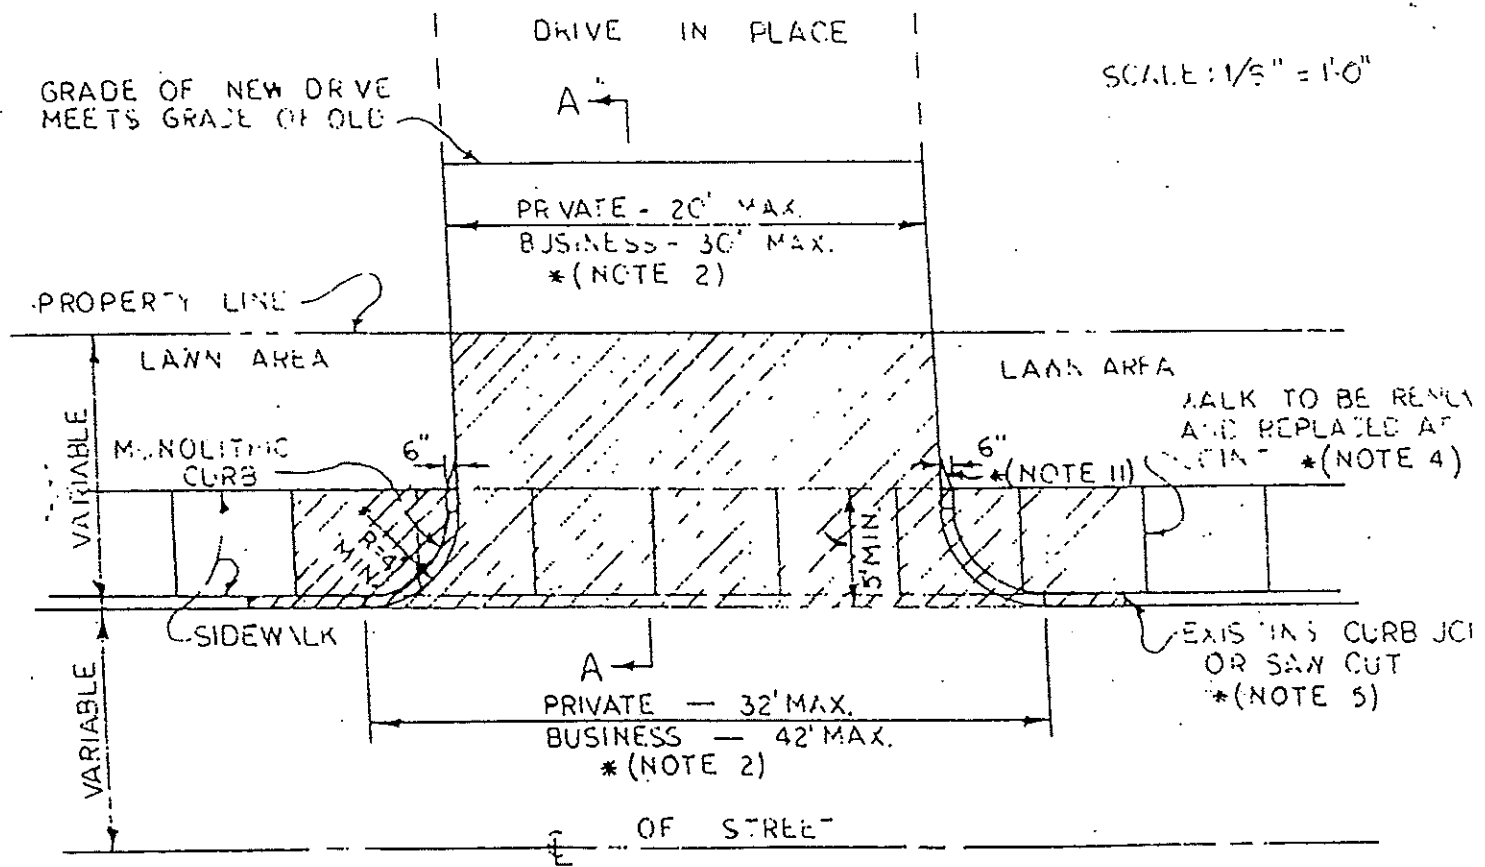 DRIVE IN PLACE
SCALE: 1/8" = 1'-0"
GRADE OF NEW DRIVE
MEETS GRADE OF OLD
A
PRIVATE - 20' MAX.
BUSINESS - 30' MAX.
*(NOTE 2)
PROPERTY LINE
LAWN AREA
LAWN AREA
WALK TO BE
AND REPLACED AT
*(NOTE 4)
MONOLITHIC
CURB
6"
6"
*(NOTE 11)
VARIABLE
R=4'
MIN.
5' MIN.
SIDEWALK
EXISTING CURB
OR SAW CUT
*(NOTE 5)
A
PRIVATE — 32' MAX.
BUSINESS — 42' MAX.
*(NOTE 2)
VARIABLE
℄ OF STREET